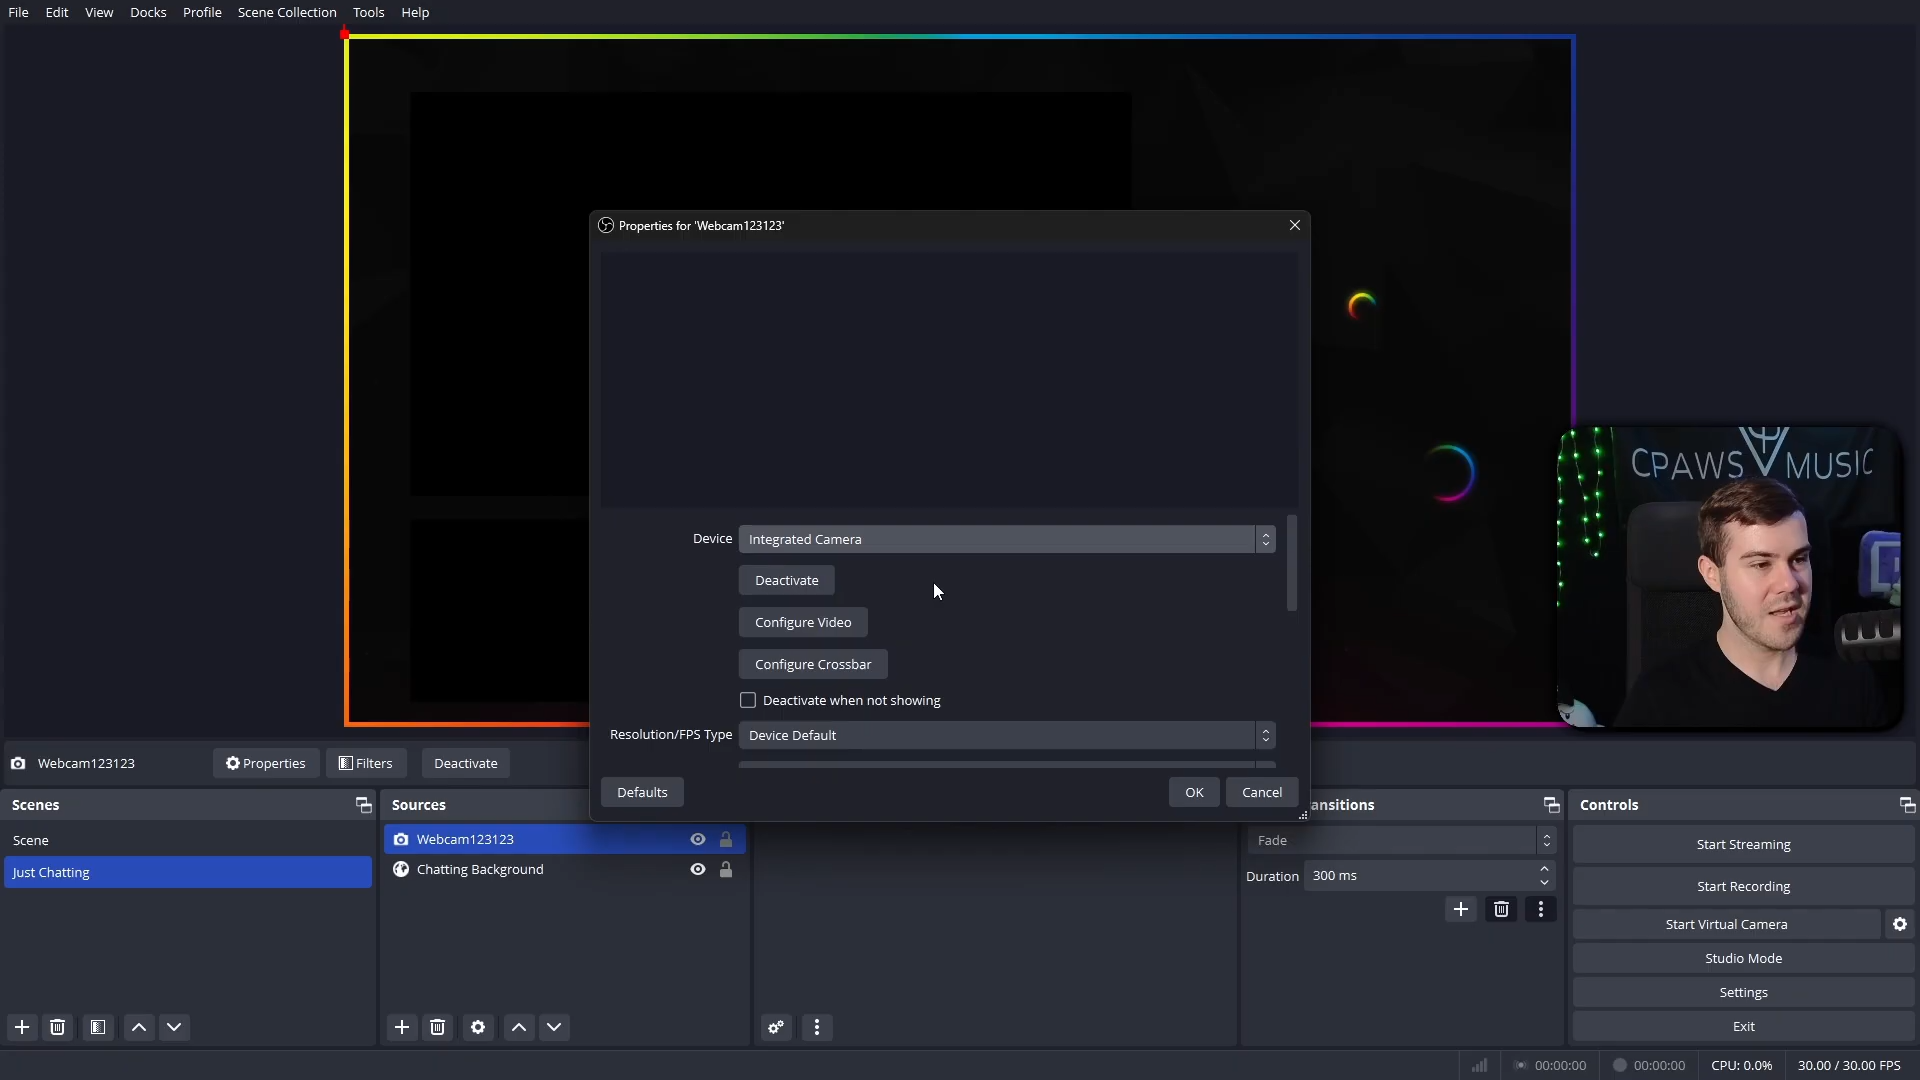 File Edit View Docks Profile Scene Collection Tools Help
Properties for 'Webcam123123'
CPAWS MUSIC
Device Integrated Camera
Deactivate
Configure Video
Configure Crossbar
Deactivate when not showing
Resolution/FPS Type Device Default
Defaults OK Cancel
Webcam123123 Properties Filters Deactivate
Scenes
Scene
Just Chatting
Sources
Webcam123123
Chatting Background
ansitions
Fade
Duration 300 ms
Controls
Start Streaming
Start Recording
Start Virtual Camera
Studio Mode
Settings
Exit
00:00:00 00:00:00 CPU: 0.0% 30.00 / 30.00 FPS